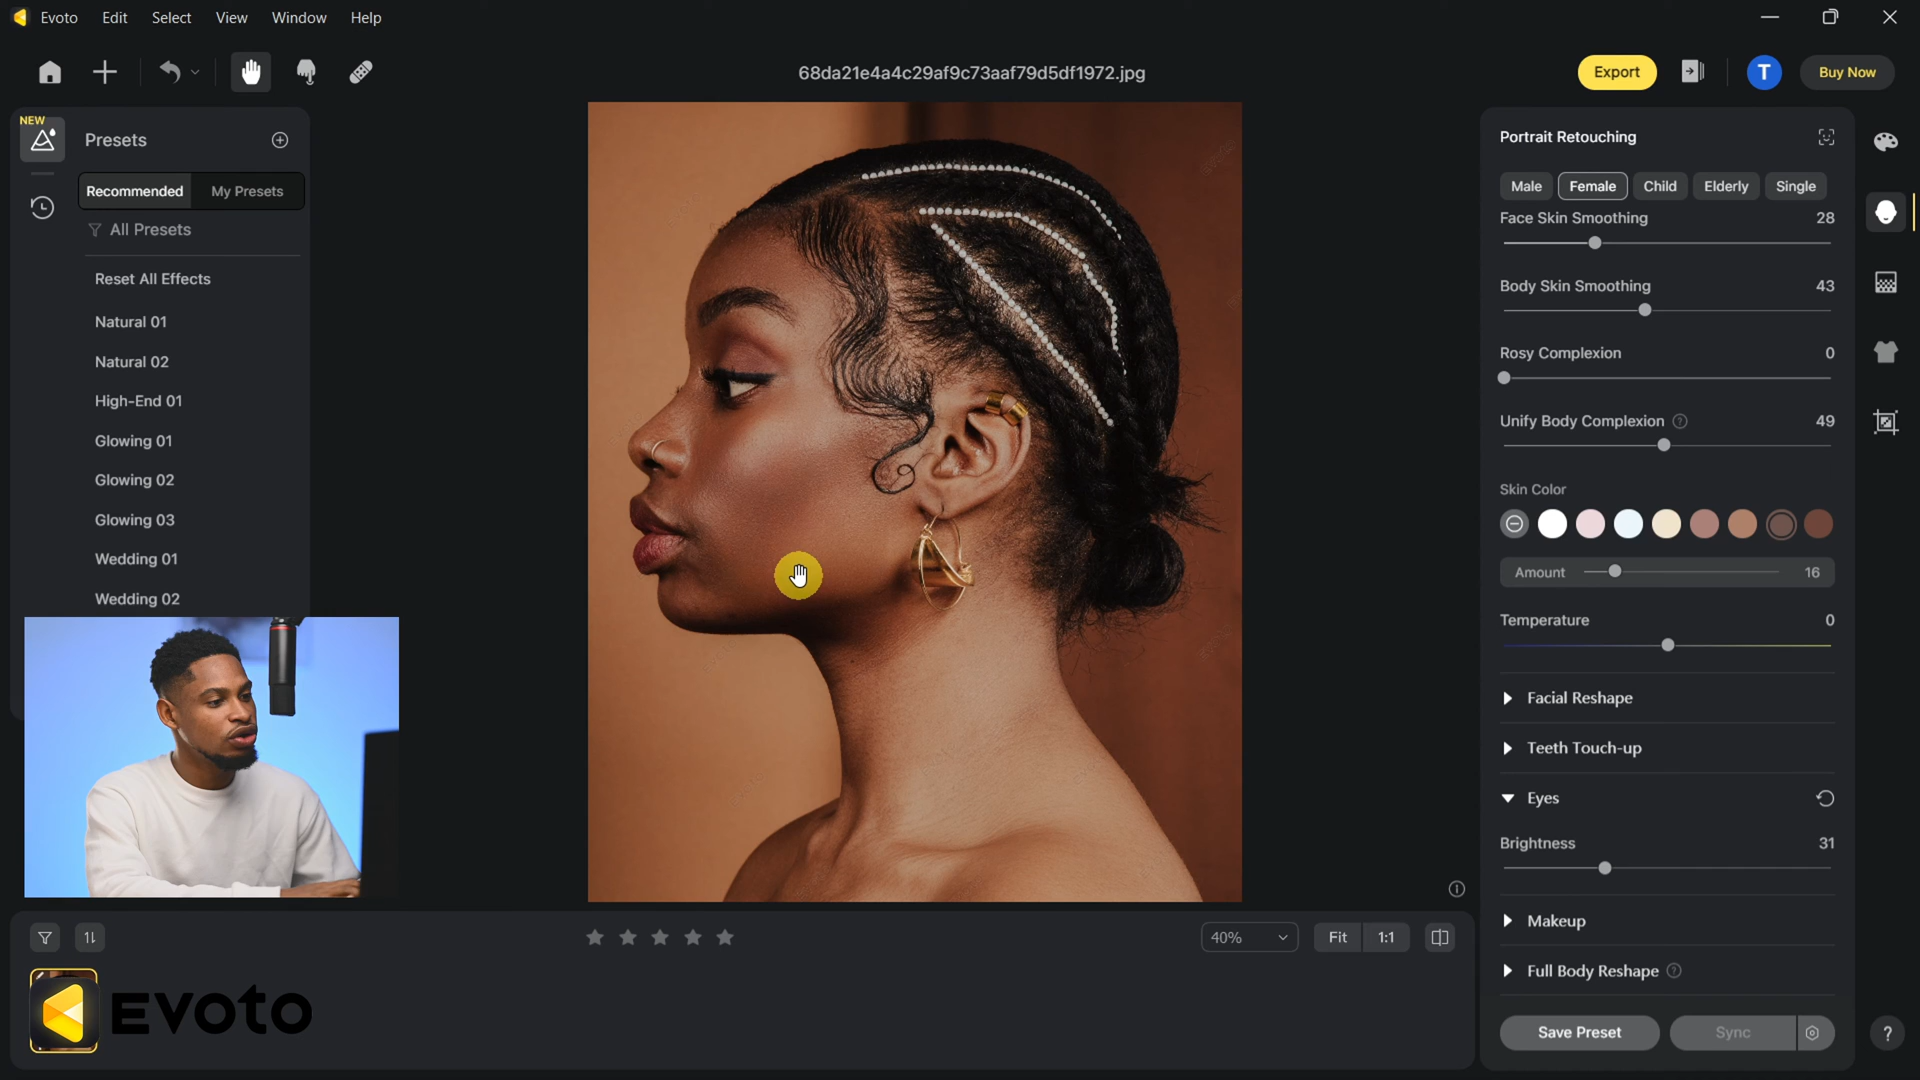 Evoto Edit Select View Window Help
68da21e4a4c29af9c73aaf79d5df1972.jpg
Export
T
Buy Now
NEW
Presets
Recommended My Presets
All Presets
Reset All Effects
Natural 01
Natural 02
High-End 01
Glowing 01
Glowing 02
Glowing 03
Wedding 01
Wedding 02
Portrait Retouching
Male Female Child Elderly Single
Face Skin Smoothing 28
Body Skin Smoothing 43
Rosy Complexion 0
Unify Body Complexion ? 49
Skin Color
Amount 16
Temperature 0
Facial Reshape
Teeth Touch-up
Eyes
Brightness 31
Makeup
Full Body Reshape ?
Save Preset Sync
?
40% Fit 1:1
EVOTO